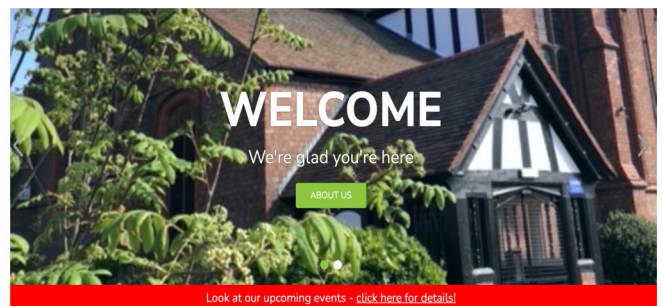 WELCOME
We're glad you're here
ABOUT US
Look at our upcoming events - click here for details!